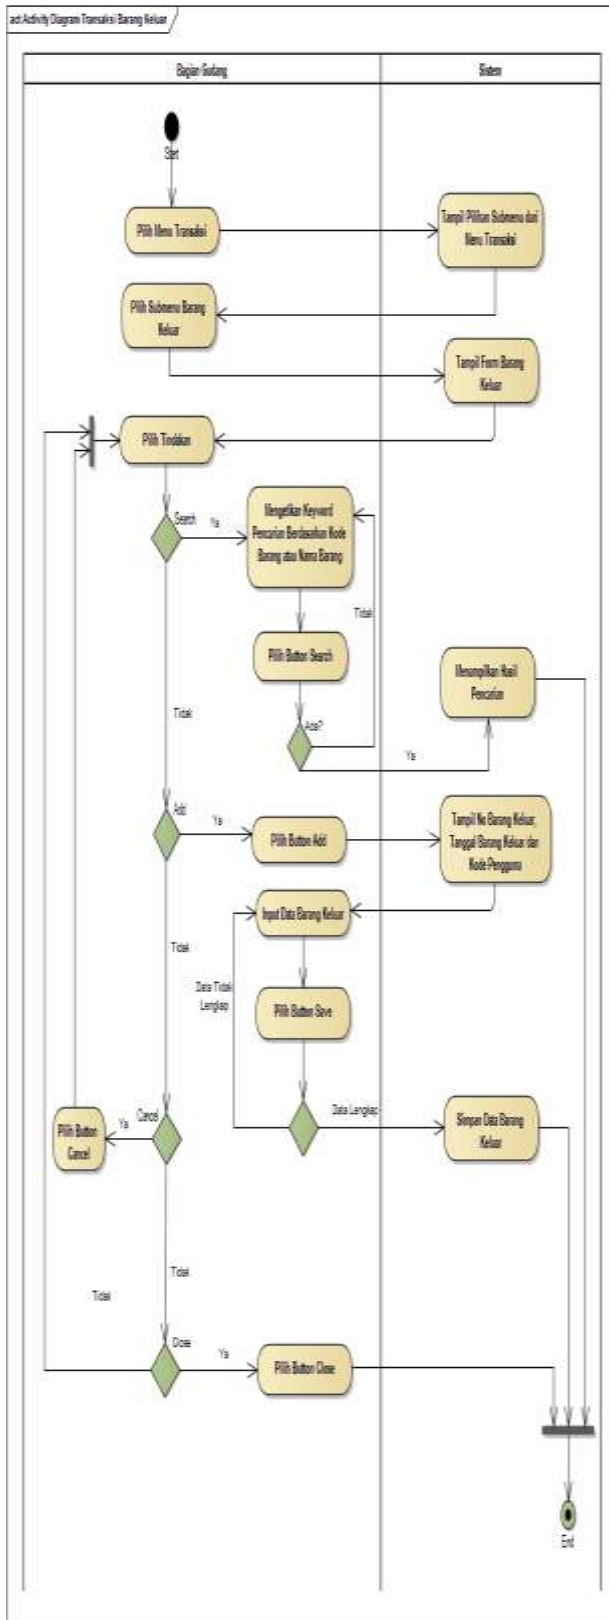 act Activity Diagram Transaksi Barang Keluar
Bagian Gudang
Sistem
Start
Pilih Menu Transaksi
Tampil Pilihan Submenu dari
Menu Transaksi
Pilih Submenu Barang
Keluar
Tampil Form Barang
Keluar
Pilih Tindakan
Search
Ya
Mengetikan Keyword
Pencarian Berdasarkan Kode
Barang atau Nama Barang
Tidak
Pilih Button Search
Menampilkan Hasil
Pencarian
Tidak
Ada?
Ya
Add
Ya
Pilih Button Add
Tampil No Barang Keluar,
Tanggal Barang Keluar dan
Kode Pengguna
Input Data Barang Keluar
Tidak
Data Tidak
Lengkap
Pilih Button Save
Cancel
Ya
Pilih Button
Cancel
Data Lengkap
Simpan Data Barang
Keluar
Tidak
Tidak
Close
Ya
Pilih Button Close
End